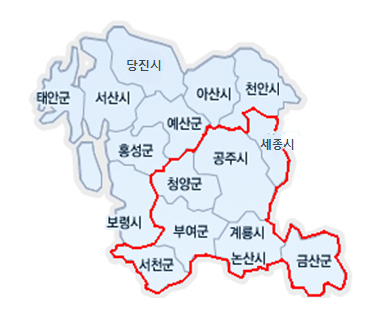 당진시
태안군
서산시
아산시
천안시
예산군
홍성군
세종시
공주시
청양군
보령시
부여군
계룡시
서천군
논산시
금산군